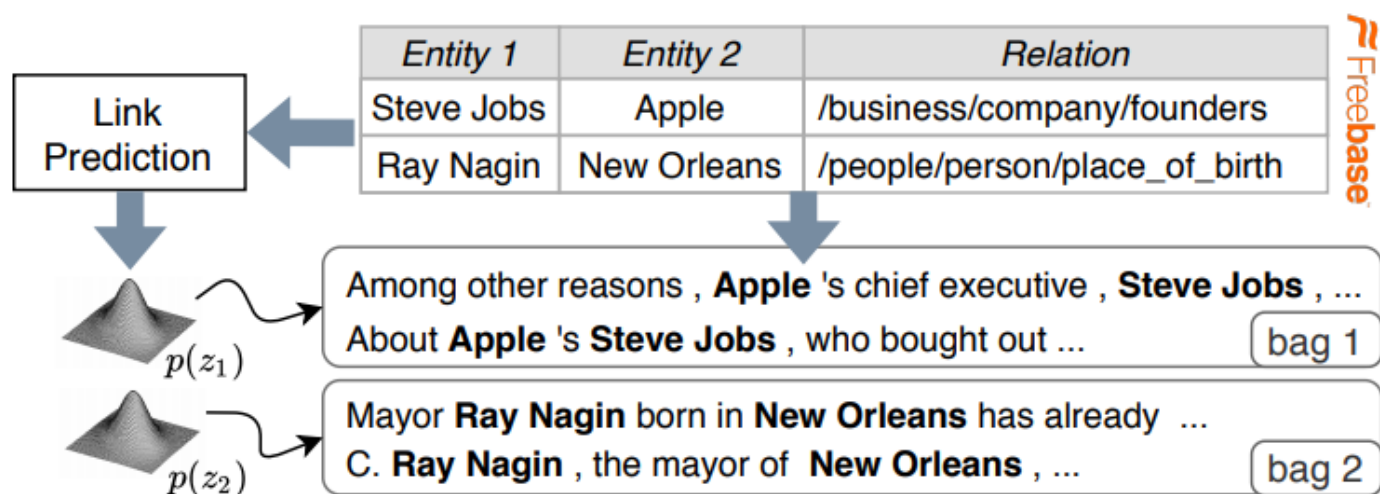 Entity 1 Entity 2 Relation
Steve Jobs Apple /business/company/founders
Ray Nagin New Orleans /people/person/place_of_birth
Freebase™
Link
Prediction
Among other reasons , Apple 's chief executive , Steve Jobs , ...
About Apple 's Steve Jobs , who bought out ...
bag 1
p(z₁)
Mayor Ray Nagin born in New Orleans has already ...
C. Ray Nagin , the mayor of New Orleans , ...
bag 2
p(z₂)